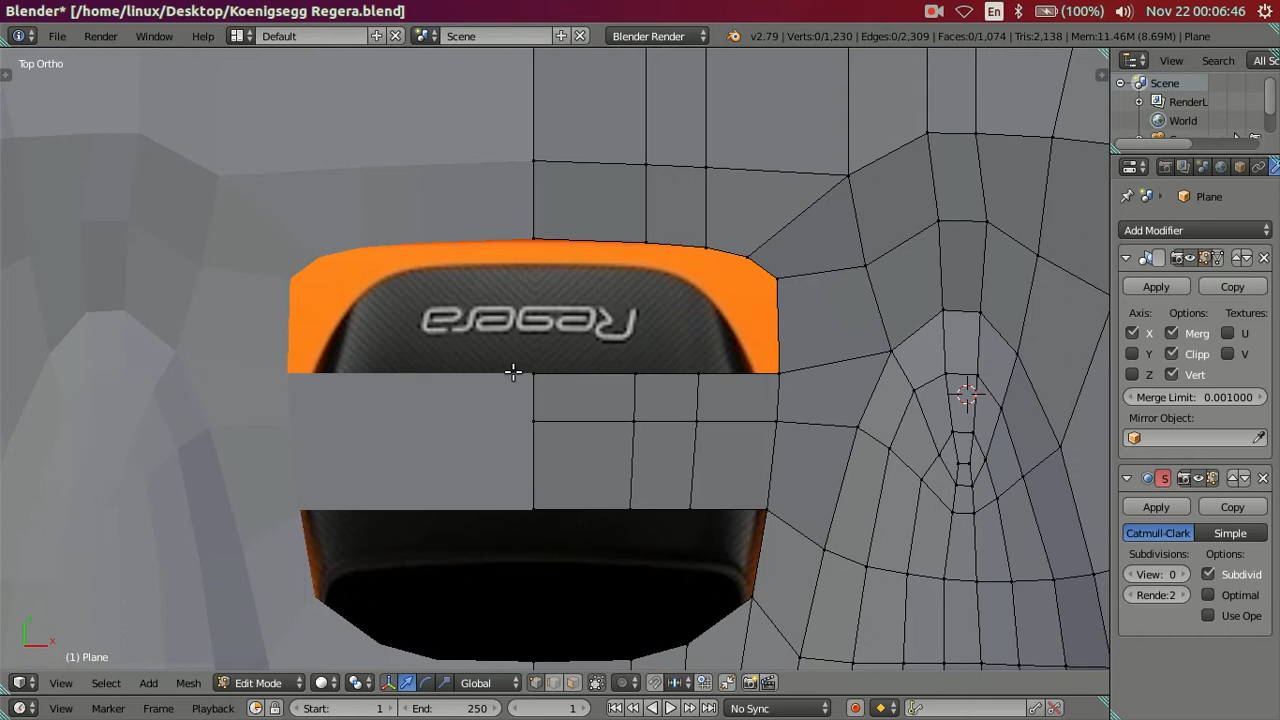 Blender* [/home/linux/Desktop/Koenigsegg Regera.blend]
En (100%) Nov 22 00:06:46
File Render Window Help Default Scene Blender Render v2.79 | Verts:0/1,230 | Edges:0/2,309 | Faces:0/1,074 | Tris:2,138 | Mem:11.46M (8.69M) | Plane
Top Ortho
View Search All Sc
Scene
RenderL
World
Plane
Add Modifier
Apply Copy
Axis: Options: Textures:
X Merg U
Y Clipp V
Z Vert
Merge Limit: 0.001000
Mirror Object:
S
Apply Copy
Catmull-Clark Simple
Subdivisions: Options:
View: 0 Subdivid
Rende:2 Optimal
Use Ope
Regera
(1) Plane
View Select Add Mesh Edit Mode Global
View Marker Frame Playback Start: 1 End: 250 1 No Sync